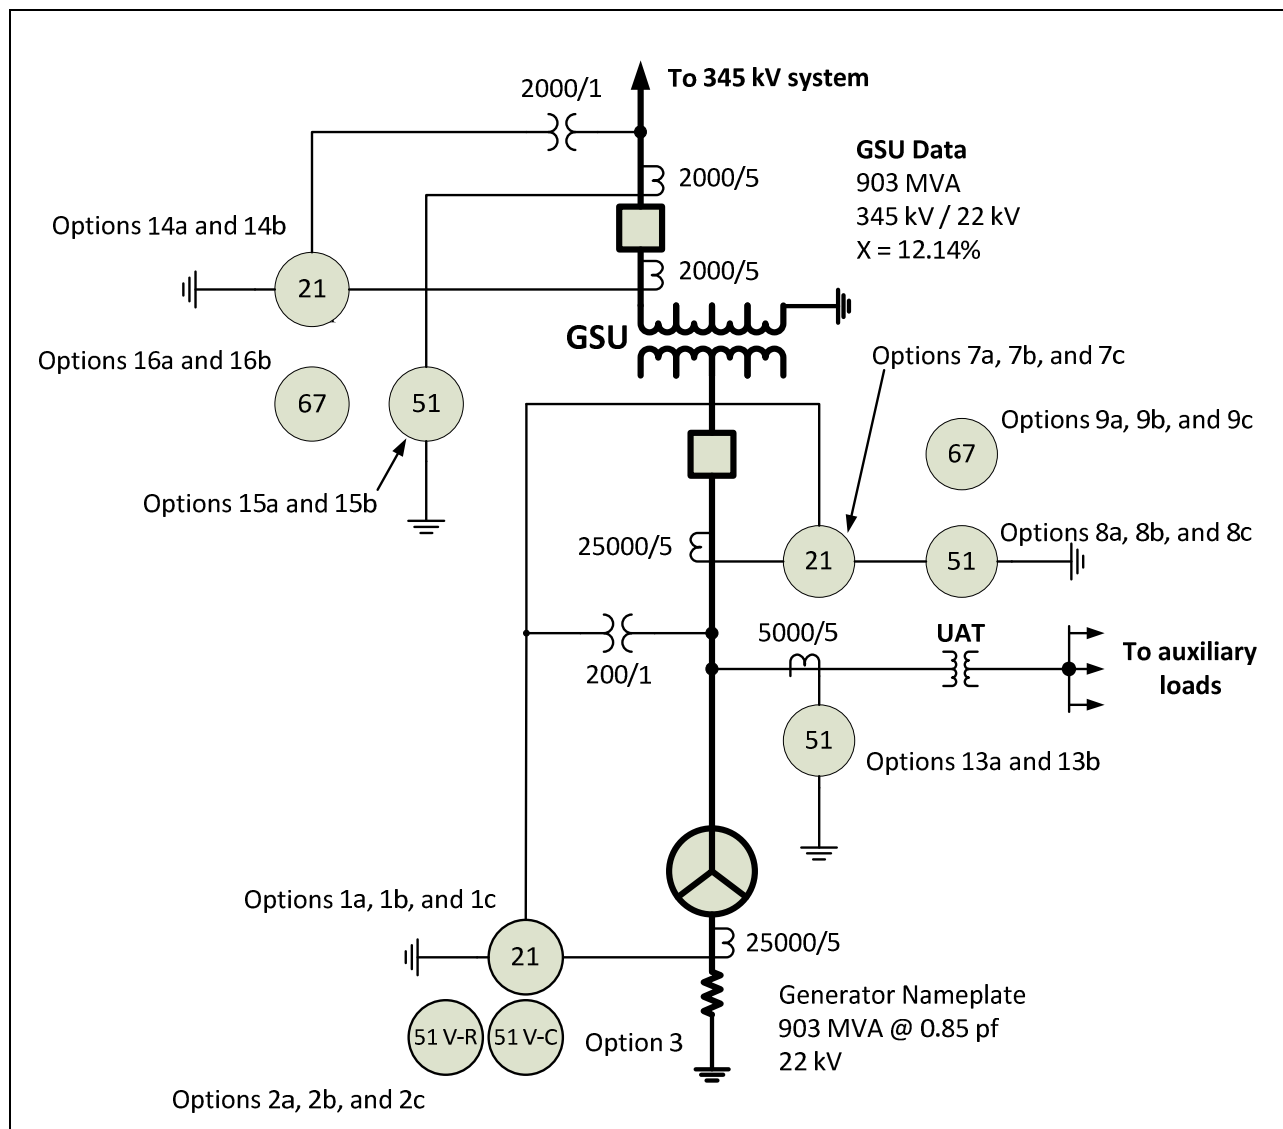 2000/1
To 345 kV system
GSU Data
903 MVA
345 kV / 22 kV
X = 12.14%
2000/5
Options 14a and 14b
2000/5
21
GSU
Options 16a and 16b
67
51
Options 15a and 15b
Options 7a, 7b, and 7c
Options 9a, 9b, and 9c
67
25000/5
21
51
Options 8a, 8b, and 8c
200/1
5000/5
UAT
To auxiliary
loads
51
Options 13a and 13b
Options 1a, 1b, and 1c
21
25000/5
51 V-R
51 V-C
Option 3
Options 2a, 2b, and 2c
Generator Nameplate
903 MVA @ 0.85 pf
22 kV